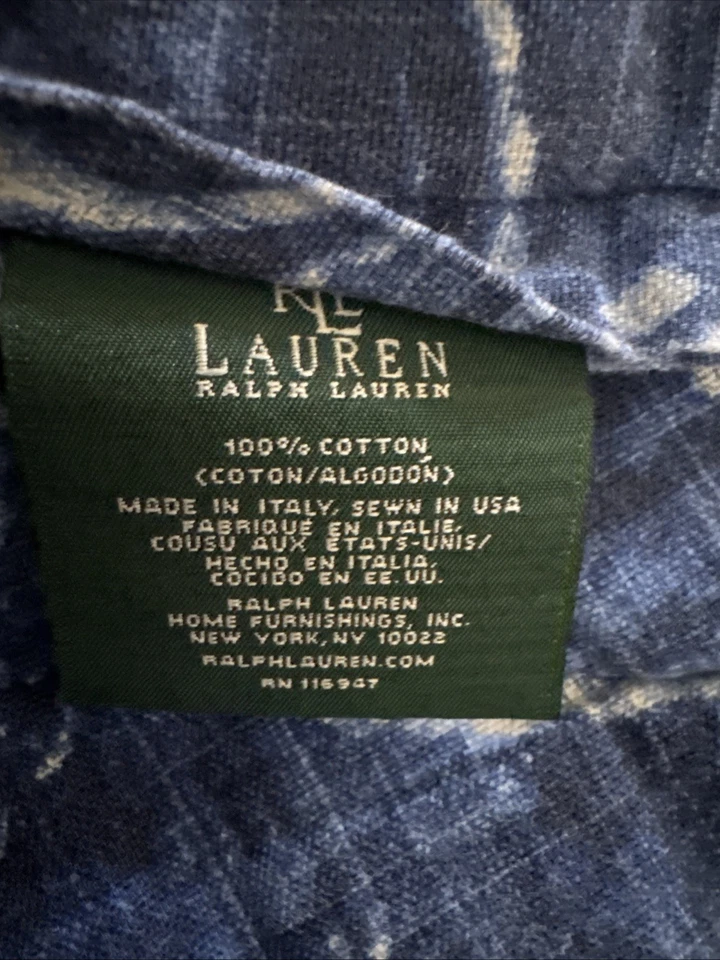 RLL
LAUREN
RALPH LAUREN
100% COTTON
(COTON/ALGODÓN)
MADE IN ITALY, SEWN IN USA
FABRIQUÉ EN ITALIE,
COUSU AUX ÉTATS-UNIS/
HECHO EN ITALIA,
COCIDO EN EE.UU.
RALPH LAUREN
HOME FURNISHINGS, INC.
NEW YORK, NY 10022
RALPHLAUREN.COM
RN 116947